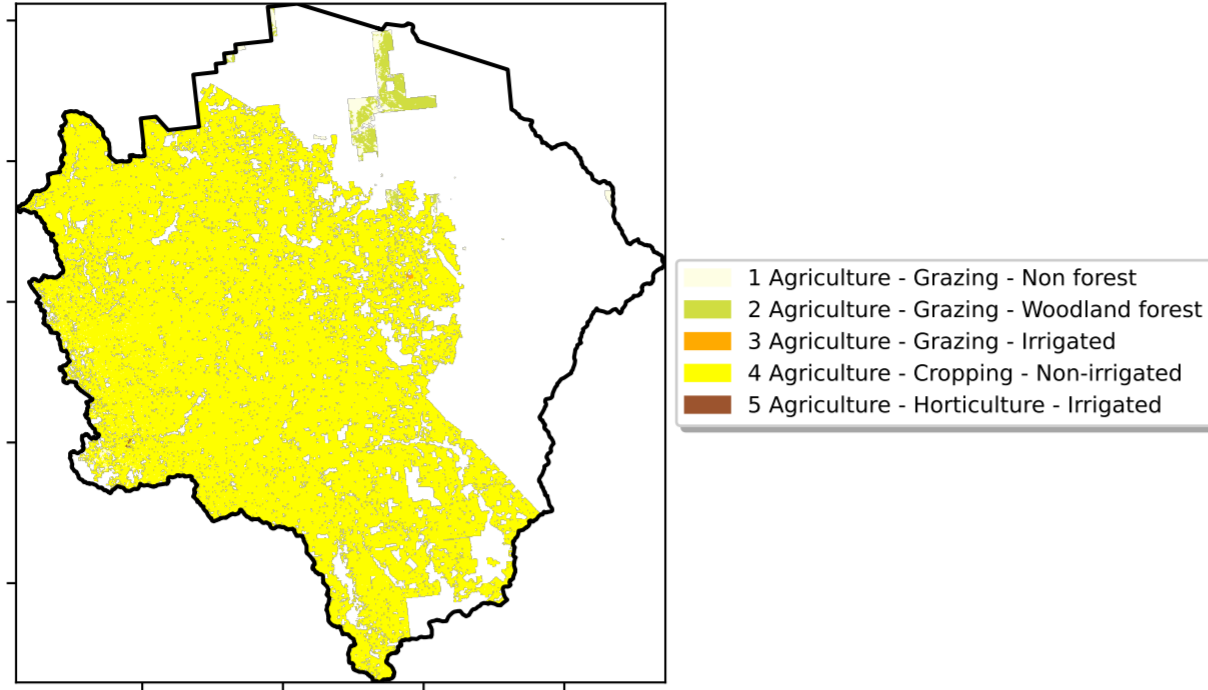 1 Agriculture - Grazing - Non forest
2 Agriculture - Grazing - Woodland forest
3 Agriculture - Grazing - Irrigated
4 Agriculture - Cropping - Non-irrigated
5 Agriculture - Horticulture - Irrigated